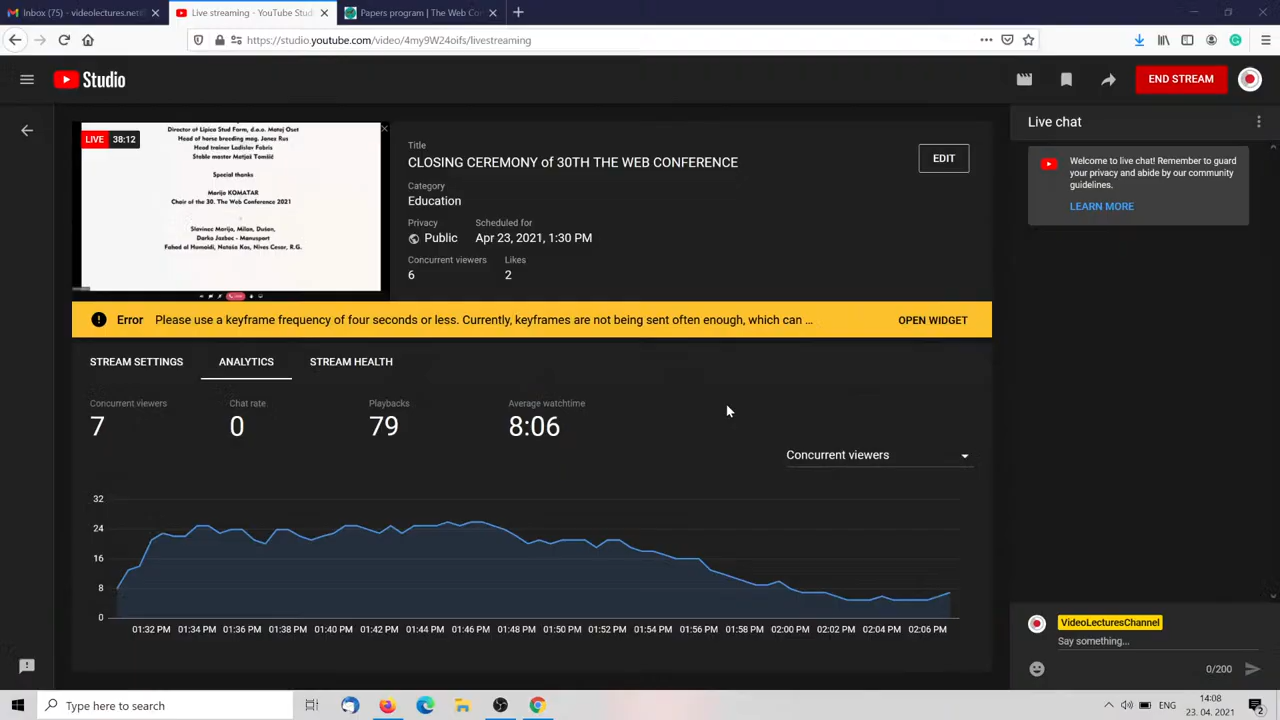 Inbox (75) - videolectures.net@
Live streaming - YouTube Studi
Papers program | The Web Con
https://studio.youtube.com/video/4my9W24oifs/livestreaming
Studio
END STREAM
LIVE 38:12
Director of Lipica Stud Farm, d.o.o. Matej Oset
Head of horse breeding mag. Janez Rus
Head trainer Ladislav Fabris
Stable master Matjaž Tomšič
Special thanks
Marija KOMATAR
Chair of the 30. The Web Conference 2021
Slavinec Marija, Milan, Dušan,
Darko Jazbec - Manusport
Fahad al Humaidi, Nataša Kos, Nives Cesar, R.G.
Title
CLOSING CEREMONY of 30TH THE WEB CONFERENCE
EDIT
Category
Education
Privacy Scheduled for
Public Apr 23, 2021, 1:30 PM
Concurrent viewers Likes
6 2
Live chat
Welcome to live chat! Remember to guard
your privacy and abide by our community
guidelines.
LEARN MORE
Error Please use a keyframe frequency of four seconds or less. Currently, keyframes are not being sent often enough, which can ... OPEN WIDGET
STREAM SETTINGS ANALYTICS STREAM HEALTH
Concurrent viewers Chat rate Playbacks Average watchtime
7 0 79 8:06
Concurrent viewers
32
24
16
8
0
01:32 PM 01:34 PM 01:36 PM 01:38 PM 01:40 PM 01:42 PM 01:44 PM 01:46 PM 01:48 PM 01:50 PM 01:52 PM 01:54 PM 01:56 PM 01:58 PM 02:00 PM 02:02 PM 02:04 PM 02:06 PM
VideoLecturesChannel
Say something...
0/200
Type here to search
ENG
14:08
23. 04. 2021
2